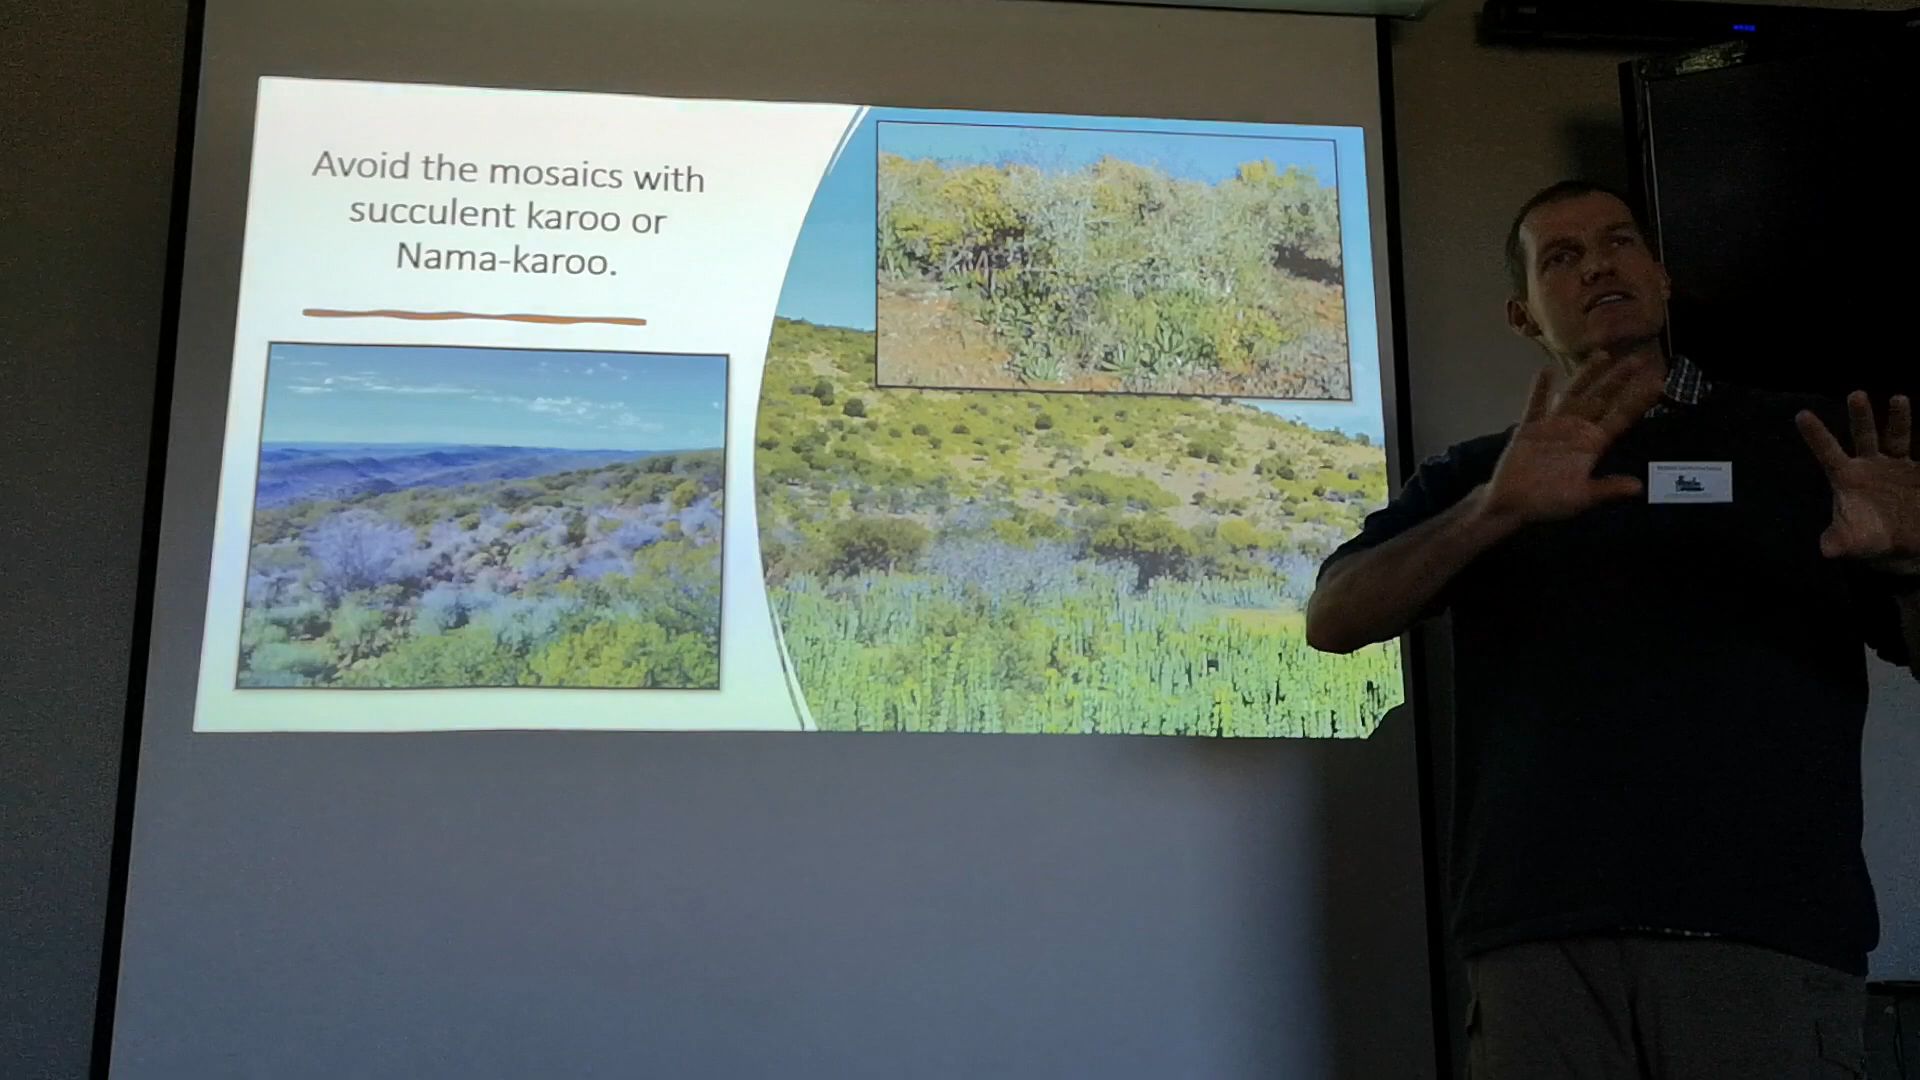 Avoid the mosaics with
succulent karoo or
Nama-karoo.